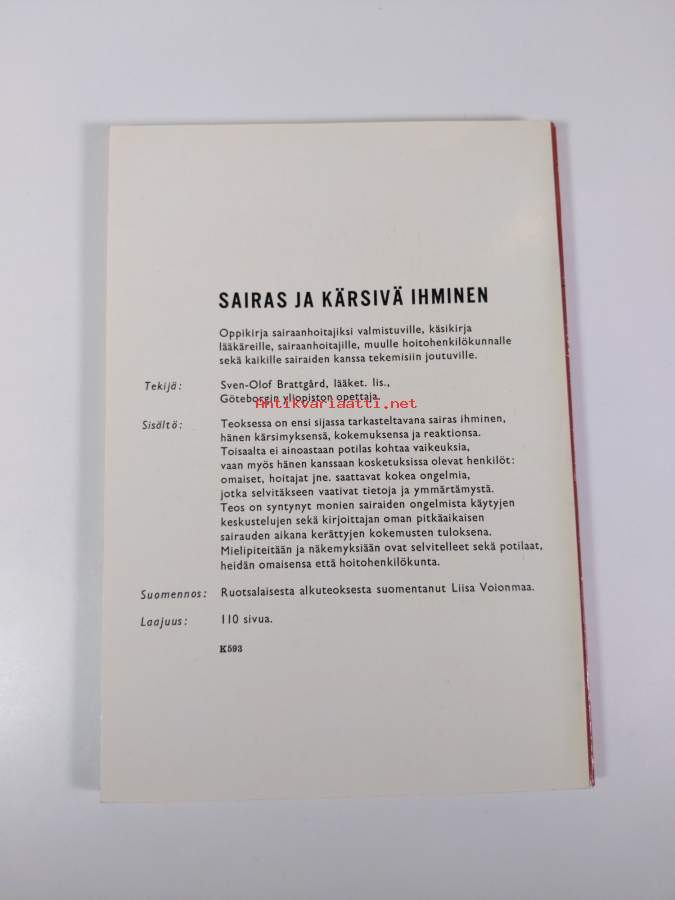 SAIRAS JA KÄRSIVÄ IHMINEN
Oppikirja sairaanhoitajiksi valmistuville, käsikirja
lääkäreille, sairaanhoitajille, muulle hoitohenkilökunnalle
sekä kaikille sairaiden kanssa tekemisiin joutuville.
Tekijä: Sven-Olof Brattgård, lääket. lis.,
Göteborgin yliopiston opettaja.
Antikvariaatti.net
Sisältö: Teoksessa on ensi sijassa tarkasteltavana sairas ihminen,
hänen kärsimyksensä, kokemuksensa ja reaktionsa.
Toisaalta ei ainoastaan potilas kohtaa vaikeuksia,
vaan myös hänen kanssaan kosketuksissa olevat henkilöt:
omaiset, hoitajat jne. saattavat kokea ongelmia,
jotka selvitäkseen vaativat tietoja ja ymmärtämystä.
Teos on syntynyt monien sairaiden ongelmista käytyjen
keskustelujen sekä kirjoittajan oman pitkäaikaisen
sairauden aikana kerättyjen kokemusten tuloksena.
Mielipiteitään ja näkemyksiään ovat selvitelleet sekä potilaat,
heidän omaisensa että hoitohenkilökunta.
Suomennos: Ruotsalaisesta alkuteoksesta suomentanut Liisa Voionmaa.
Laajuus: 110 sivua.
K593